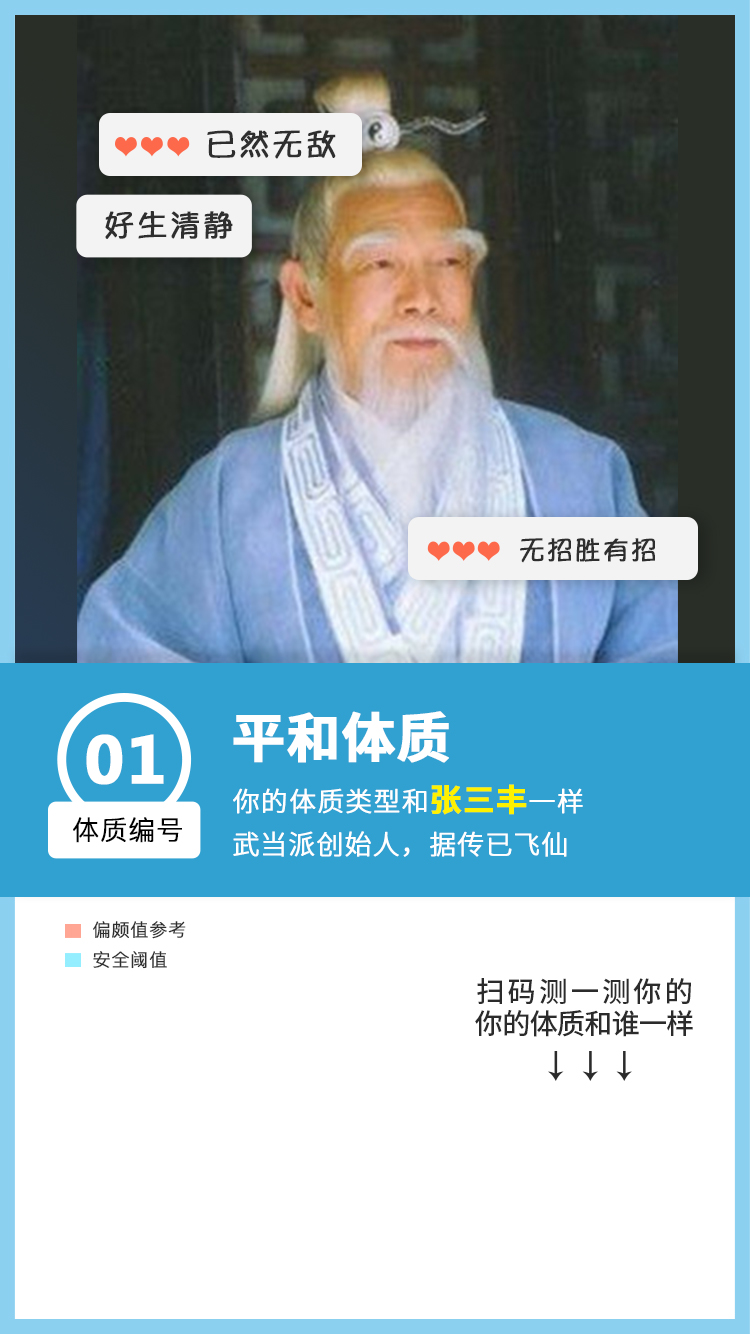 已然无敌
好生清静
无招胜有招
01
体质编号
平和体质
你的体质类型和张三丰一样
武当派创始人，据传已飞仙
偏颇值参考
安全阈值
扫码测一测你的
你的体质和谁一样
↓ ↓ ↓